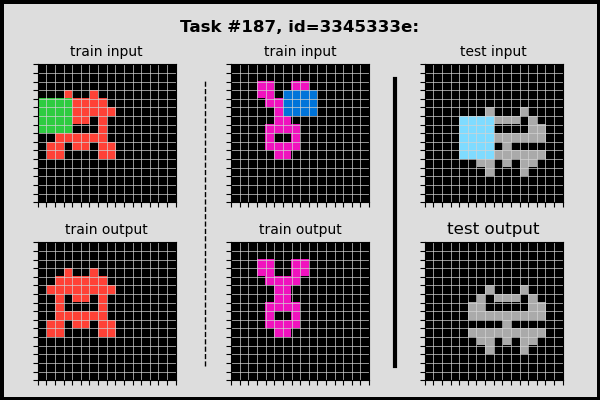 Task #187, id=3345333e:
train input
train input
test input
train output
train output
test output